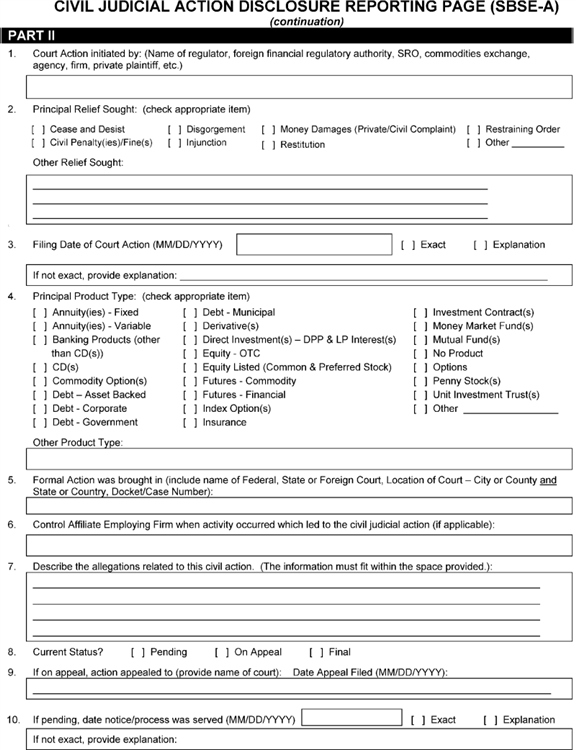 CIVIL JUDICIAL ACTION DISCLOSURE REPORTING PAGE (SBSE-A)
(continuation)
PART II
1. Court Action initiated by: (Name of regulator, foreign financial regulatory authority, SRO, commodities exchange,
agency, firm, private plaintiff, etc.)
2. Principal Relief Sought: (check appropriate item)
[ ] Cease and Desist [ ] Disgorgement [ ] Money Damages (Private/Civil Complaint) [ ] Restraining Order
[ ] Civil Penalty(ies)/Fine(s) [ ] Injunction [ ] Restitution [ ] Other
Other Relief Sought:
3. Filing Date of Court Action (MM/DD/YYYY) [ ] Exact [ ] Explanation
If not exact, provide explanation:
4. Principal Product Type: (check appropriate item)
[ ] Annuity(ies) - Fixed [ ] Debt - Municipal [ ] Investment Contract(s)
[ ] Annuity(ies) - Variable [ ] Derivative(s) [ ] Money Market Fund(s)
[ ] Banking Products (other [ ] Direct Investment(s) – DPP & LP Interest(s) [ ] Mutual Fund(s)
than CD(s)) [ ] Equity - OTC [ ] No Product
[ ] CD(s) [ ] Equity Listed (Common & Preferred Stock) [ ] Options
[ ] Commodity Option(s) [ ] Futures - Commodity [ ] Penny Stock(s)
[ ] Debt – Asset Backed [ ] Futures - Financial [ ] Unit Investment Trust(s)
[ ] Debt - Corporate [ ] Index Option(s) [ ] Other
[ ] Debt - Government [ ] Insurance
Other Product Type:
5. Formal Action was brought in (include name of Federal, State or Foreign Court, Location of Court – City or County and
State or Country, Docket/Case Number):
6. Control Affiliate Employing Firm when activity occurred which led to the civil judicial action (if applicable):
7. Describe the allegations related to this civil action. (The information must fit within the space provided.):
8. Current Status? [ ] Pending [ ] On Appeal [ ] Final
9. If on appeal, action appealed to (provide name of court): Date Appeal Filed (MM/DD/YYYY):
10. If pending, date notice/process was served (MM/DD/YYYY) [ ] Exact [ ] Explanation
If not exact, provide explanation: